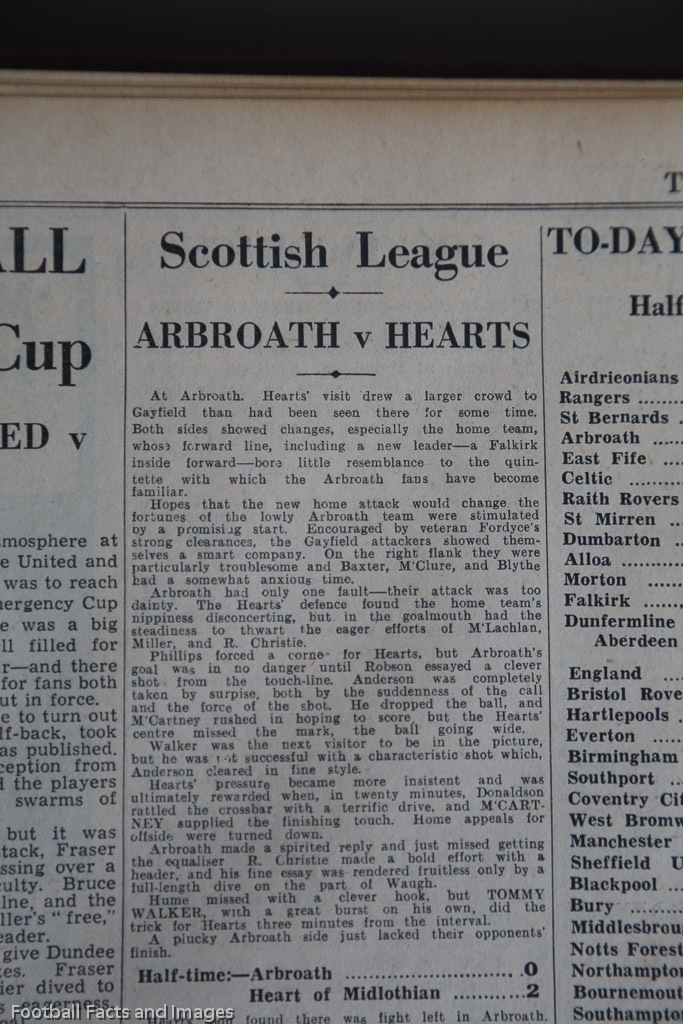 T
ALL
Cup
ED v
tmosphere at
e United and
was to reach
mergency Cup
e was a big
ll filled for
r—and there
for fans both
ut in force.
e to turn out
lf-back, took
as published.
ception from
d the players
swarms of
but it was
tack, Fraser
ssing over a
culty. Bruce
lne, and the
ller's "free,"
eader.
give Dundee
kes. Fraser
ier dived to
s eagerness.
Scottish League
ARBROATH v HEARTS
At Arbroath. Hearts' visit drew a larger crowd to
Gayfield than had been seen there for some time.
Both sides showed changes, especially the home team,
whose forward line, including a new leader—a Falkirk
inside forward—bore little resemblance to the quin-
tette with which the Arbroath fans have become
familiar.
Hopes that the new home attack would change the
fortunes of the lowly Arbroath team were stimulated
by a promising start. Encouraged by veteran Fordyce's
strong clearances, the Gayfield attackers showed them-
selves a smart company. On the right flank they were
particularly troublesome and Baxter, M'Clure, and Blythe
had a somewhat anxious time.
Arbroath had only one fault—their attack was too
dainty. The Hearts' defence found the home team's
nippiness disconcerting, but in the goalmouth had the
steadiness to thwart the eager efforts of M'Lachlan,
Miller, and R. Christie.
Phillips forced a corner for Hearts, but Arbroath's
goal was in no danger until Robson essayed a clever
shot from the touch-line. Anderson was completely
taken by surprise, both by the suddenness of the call
and the force of the shot. He dropped the ball, and
M'Cartney rushed in hoping to score but the Hearts'
centre missed the mark, the ball going wide.
Walker was the next visitor to be in the picture,
but he was not successful with a characteristic shot which,
Anderson cleared in fine style.
Hearts' pressure became more insistent and was
ultimately rewarded when, in twenty minutes, Donaldson
rattled the crossbar with a terrific drive, and M'CART-
NEY supplied the finishing touch. Home appeals for
offside were turned down.
Arbroath made a spirited reply and just missed getting
the equaliser R. Christie made a bold effort with a
header, and his fine essay was rendered fruitless only by a
full-length dive on the part of Waugh.
Hume missed with a clever hook, but TOMMY
WALKER, with a great burst on his own, did the
trick for Hearts three minutes from the interval.
A plucky Arbroath side just lacked their opponents'
finish.
Half-time:—Arbroath ..................................0
Heart of Midlothian ...........2
found there was fight left in Arbroath,
TO-DAY
Half
Airdrieonians
Rangers .......
St Bernards .
Arbroath .....
East Fife ....
Celtic ........
Raith Rovers
St Mirren ...
Dumbarton ..
Alloa .........
Morton ......
Falkirk ......
Dunfermline
Aberdeen
England ....
Bristol Rove
Hartlepools .
Everton .....
Birmingham
Southport ...
Coventry Cit
West Bromw
Manchester
Sheffield U
Blackpool ...
Bury .........
Middlesbrou
Notts Forest
Northampton
Bournemout
Southampton
Football Facts and Images